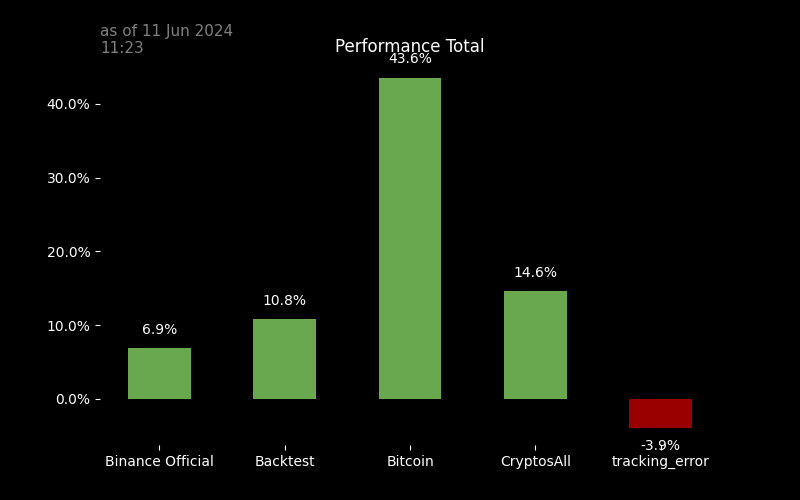 as of 11 Jun 2024
11:23
Performance Total
43.6%
40.0%
30.0%
20.0%
14.6%
10.8%
10.0%
6.9%
0.0%
-3.9%
Binance Official
Backtest
Bitcoin
CryptosAll
tracking_error